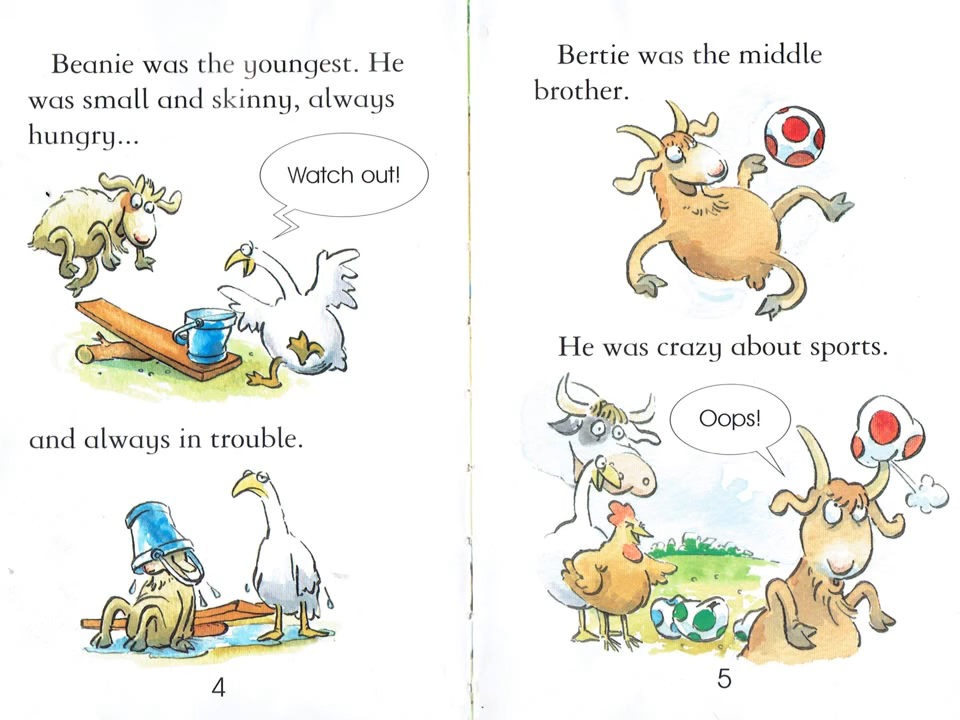 Beanie was the youngest. He
was small and skinny, always
hungry...
Watch out!
and always in trouble.
4
Bertie was the middle
brother.
He was crazy about sports.
Oops!
5